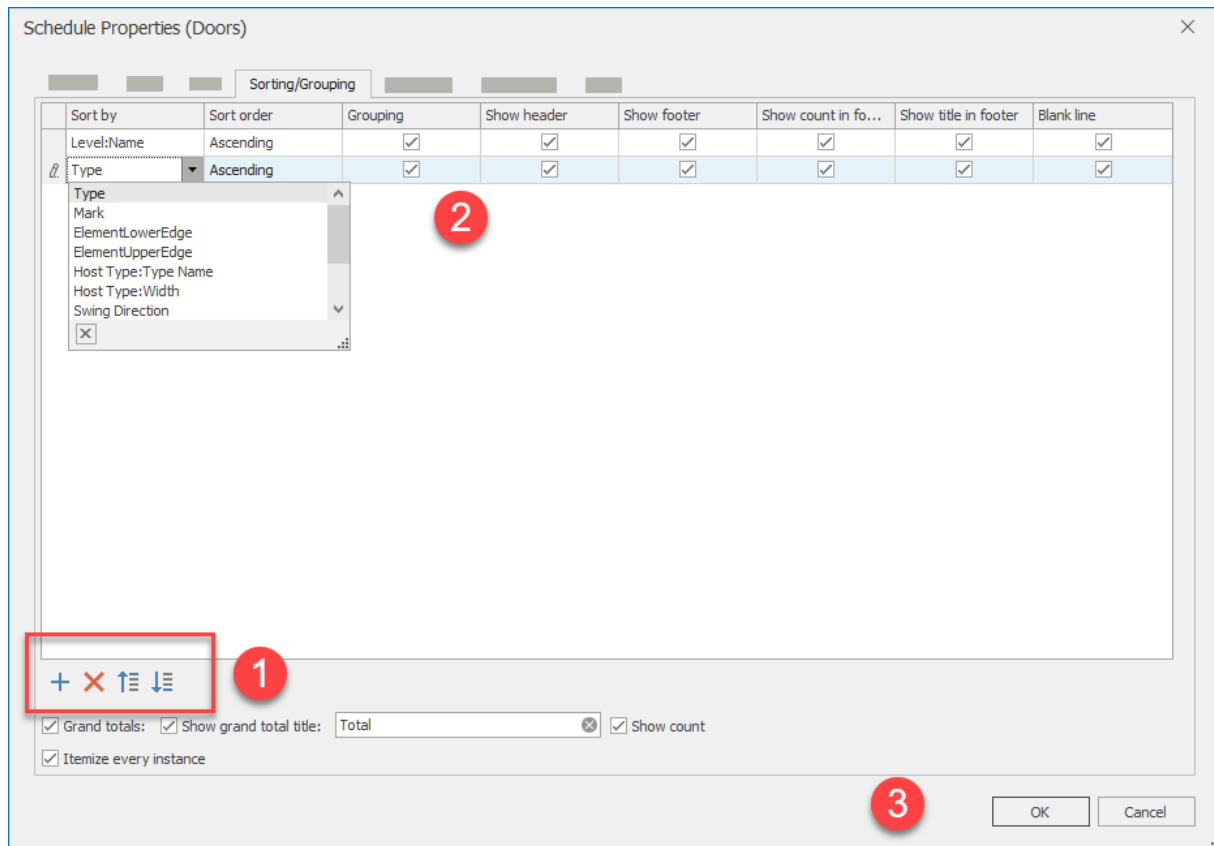 Schedule Properties (Doors)
Sorting/Grouping
Sort by Sort order Grouping Show header Show footer Show count in fo... Show title in footer Blank line
Level:Name Ascending
Type Ascending
Type
Mark
ElementLowerEdge
ElementUpperEdge
Host Type:Type Name
Host Type:Width
Swing Direction
2
1
Grand totals: Show grand total title: Total Show count
Itemize every instance
3
OK Cancel